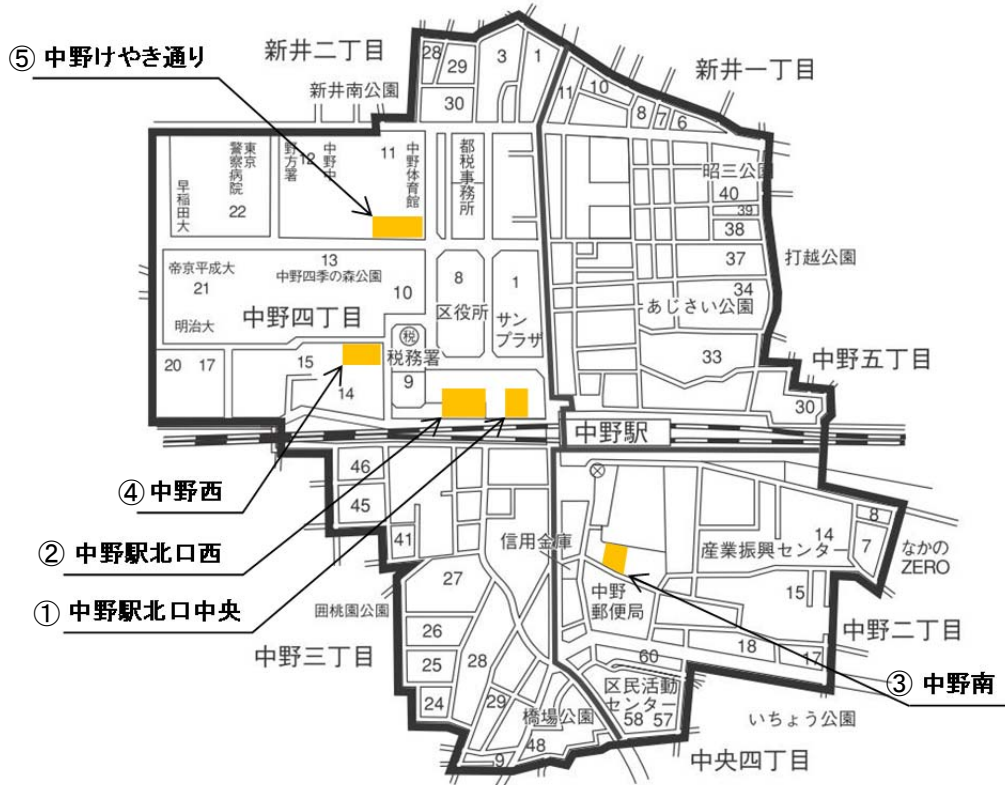 ⑤ 中野けやき通り
新井二丁目
新井南公園
新井一丁目
28
29
30
3
1
11
10
8
7
6
昭三公園
40
39
38
37
打越公園
34
あじさい公園
33
中野五丁目
30
東京
警察病院
22
早稲田大
野方署
12
中野中
11
中野体育館
都税事務所
13
中野四季の森公園
帝京平成大
21
10
8
区役所
1
サン
プラザ
中野四丁目
明治大
税
税務署
9
20
17
15
14
中野駅
④ 中野西
② 中野駅北口西
① 中野駅北口中央
46
45
41
27
囲桃園公園
26
25
24
中野三丁目
28
29
9
48
橋場公園
信用金庫
中野
郵便局
産業振興センター
14
8
7
なかの
ZERO
15
中野二丁目
18
17
60
区民活動
センター
58
57
③ 中野南
いちょう公園
中央四丁目